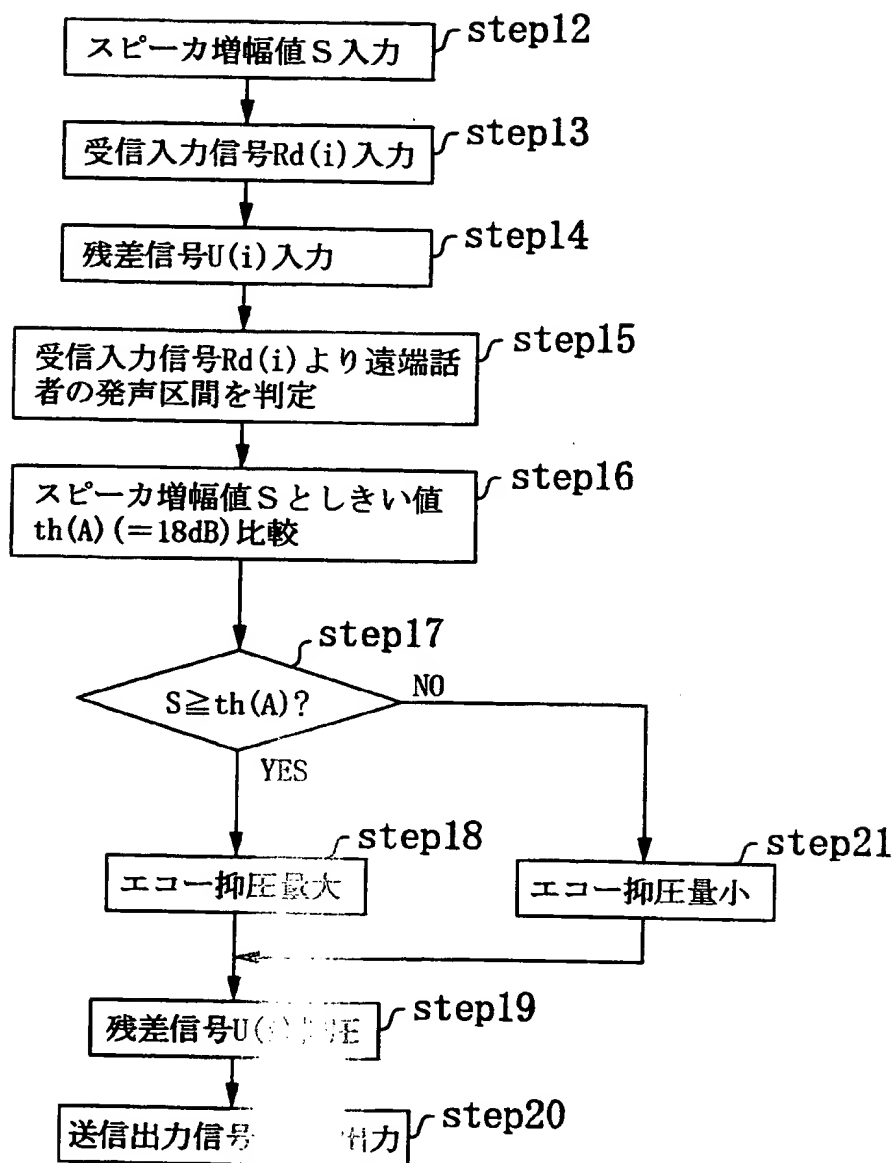 スピーカ増幅値S入力
step12
受信入力信号Rd(i)入力
step13
残差信号U(i)入力
step14
受信入力信号Rd(i)より遠端話
者の発声区間を判定
step15
スピーカ増幅値Sとしきい値
th(A)(=18dB)比較
step16
step17
S≧th(A)?
NO
YES
step18
エコー抑圧量大
step21
エコー抑圧量小
step19
残差信号U(
圧
step20
送信出力信号
出力